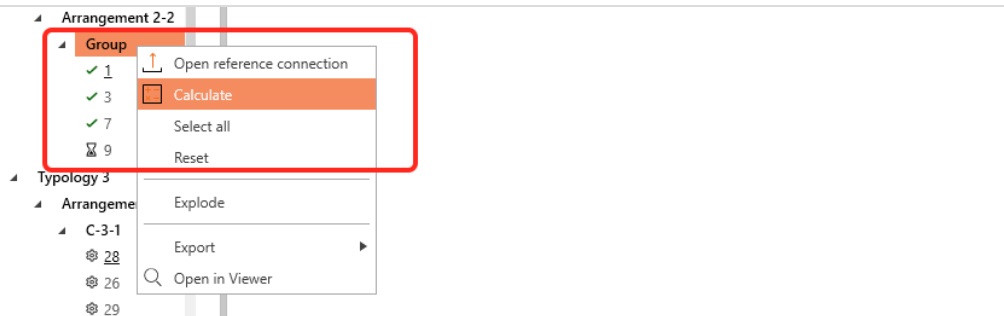 Arrangement 2-2
Group
1
Open reference connection
3
Calculate
7
Select all
9
Reset
Typology 3
Arrangeme
Explode
C-3-1
Export
28
Open in Viewer
26
29